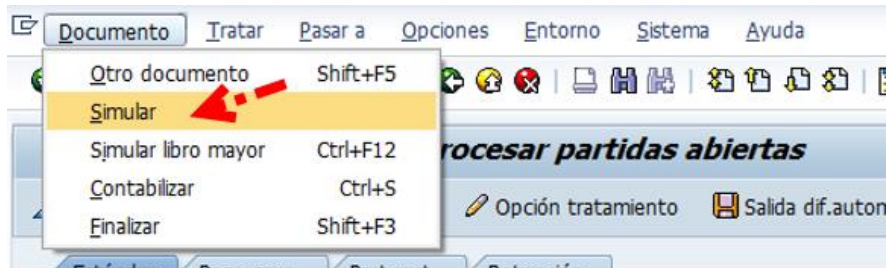 Documento Tratar Pasar a Opciones Entorno Sistema Ayuda
Otro documento Shift+F5
Simular
Simular libro mayor Ctrl+F12
rocesar partidas abiertas
Contabilizar Ctrl+S
Opción tratamiento Salida dif.autom
Finalizar Shift+F3